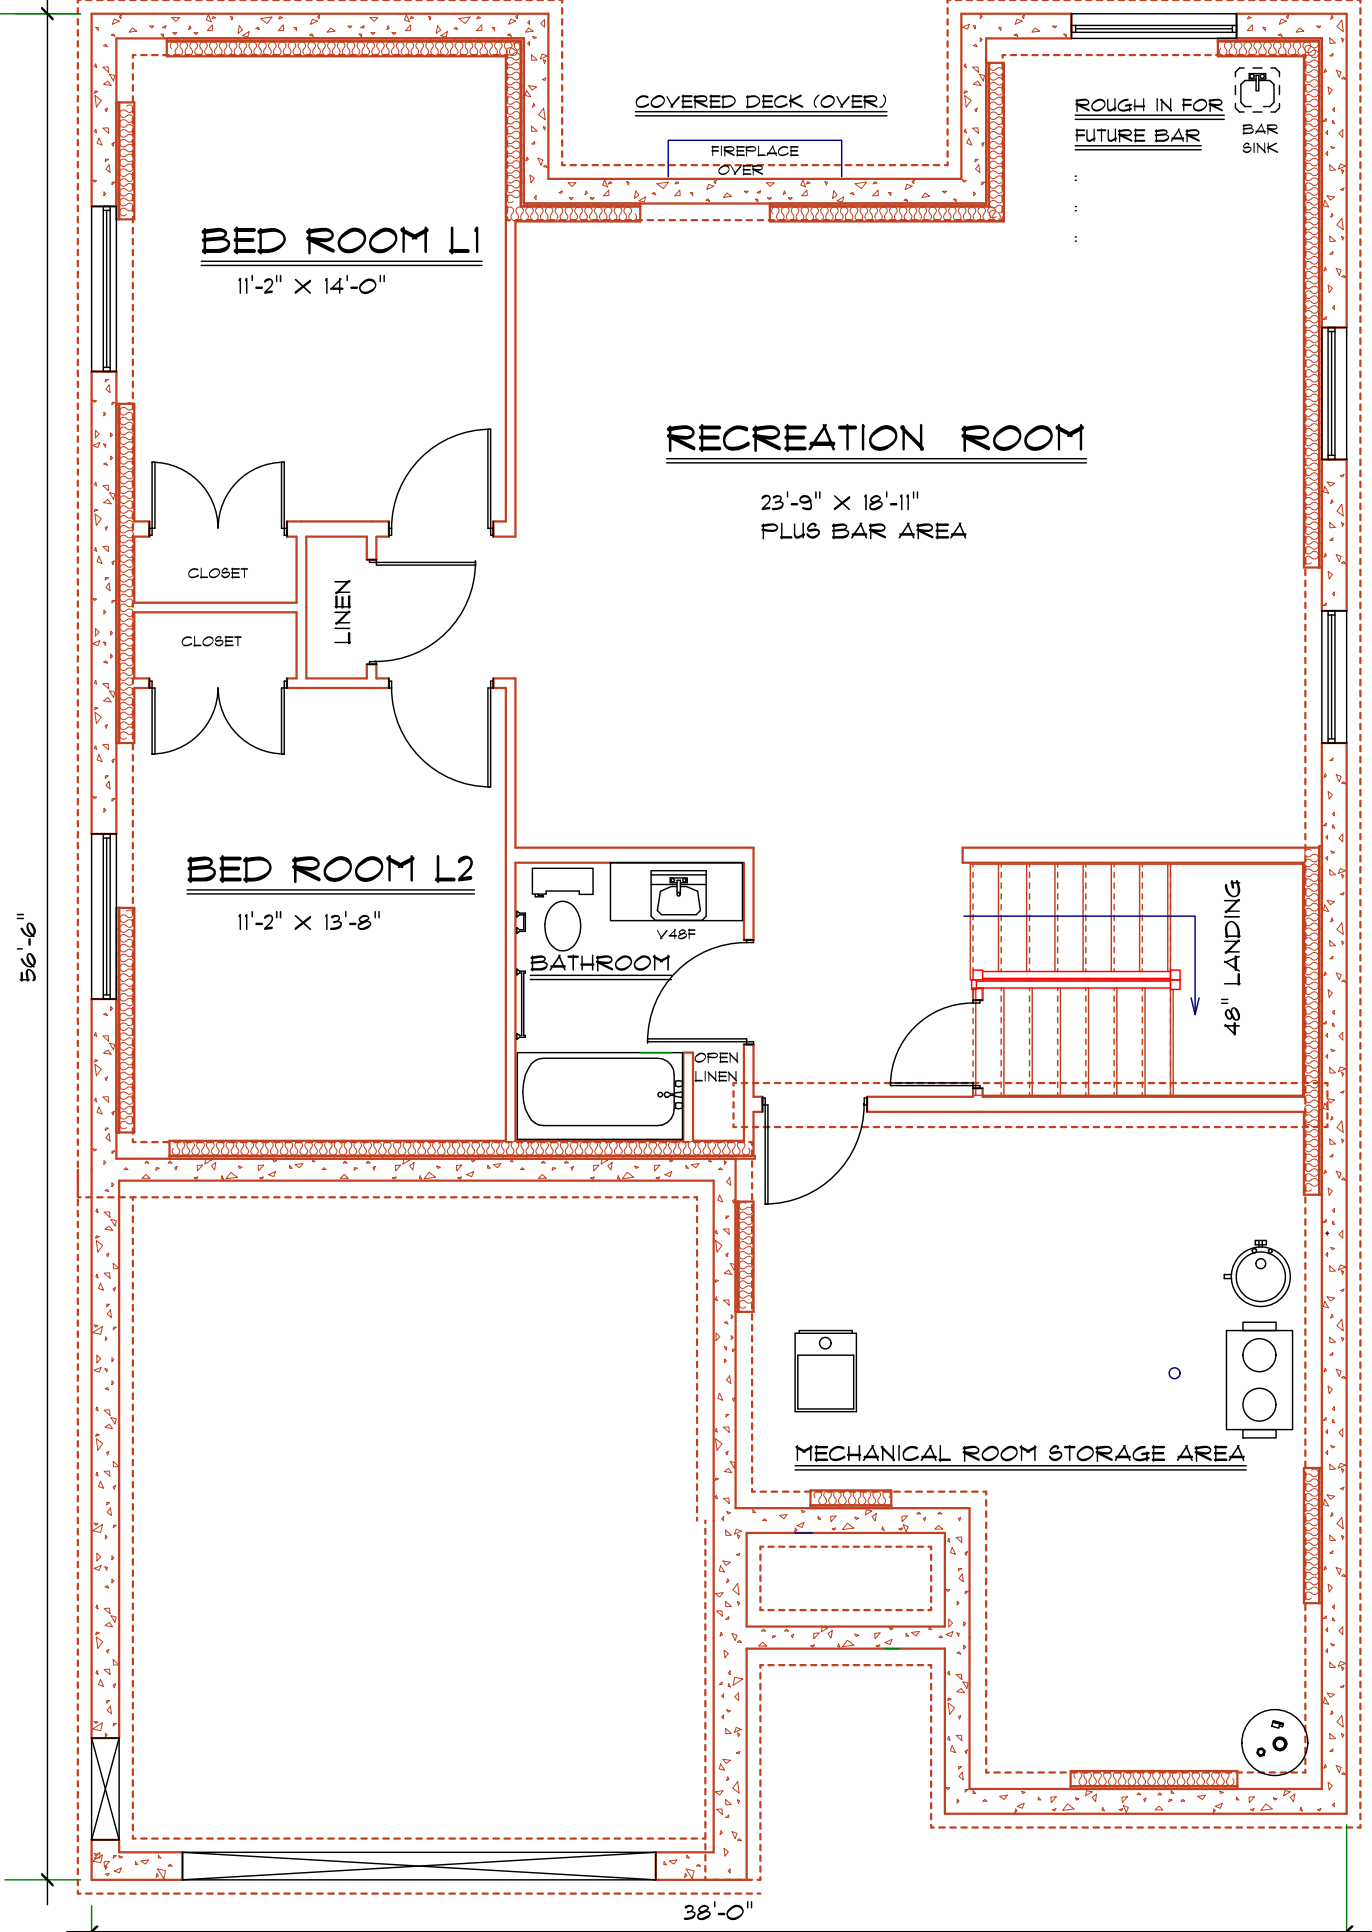 COVERED DECK (OVER)
FIREPLACE
OVER
ROUGH IN FOR
FUTURE BAR
BAR
SINK
BED ROOM L1
11'-2" X 14'-0"
RECREATION ROOM
23'-9" X 18'-11"
PLUS BAR AREA
CLOSET
LINEN
CLOSET
BED ROOM L2
11'-2" X 13'-8"
V48F
BATHROOM
48" LANDING
56'-6"
OPEN
LINEN
MECHANICAL ROOM STORAGE AREA
38'-0"